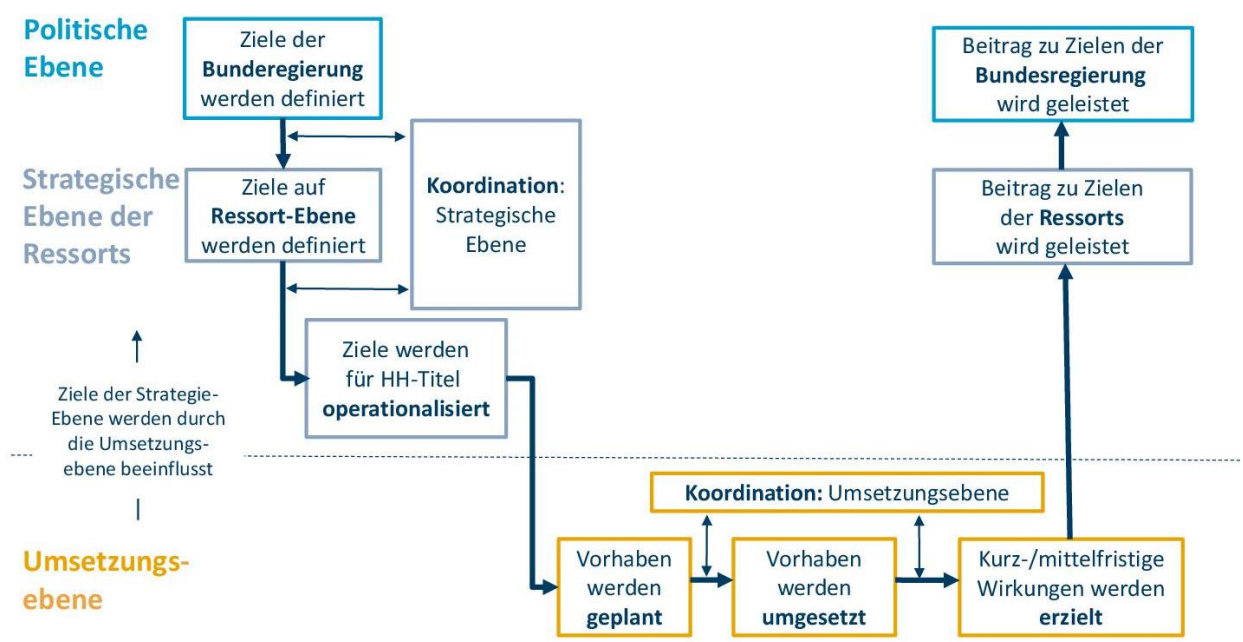 Politische
Ebene
Ziele der
Bunderegierung
werden definiert
Beitrag zu Zielen der
Bundesregierung
wird geleistet
Strategische
Ebene der
Ressorts
Ziele auf
Ressort-Ebene
werden definiert
Koordination:
Strategische
Ebene
Beitrag zu Zielen
der Ressorts
wird geleistet
Ziele werden
für HH-Titel
operationalisiert
Ziele der Strategie-
Ebene werden durch
die Umsetzungs-
ebene beeinflusst
Koordination: Umsetzungsebene
Umsetzungs-
ebene
Vorhaben
werden
geplant
Vorhaben
werden
umgesetzt
Kurz-/mittelfristige
Wirkungen werden
erzielt